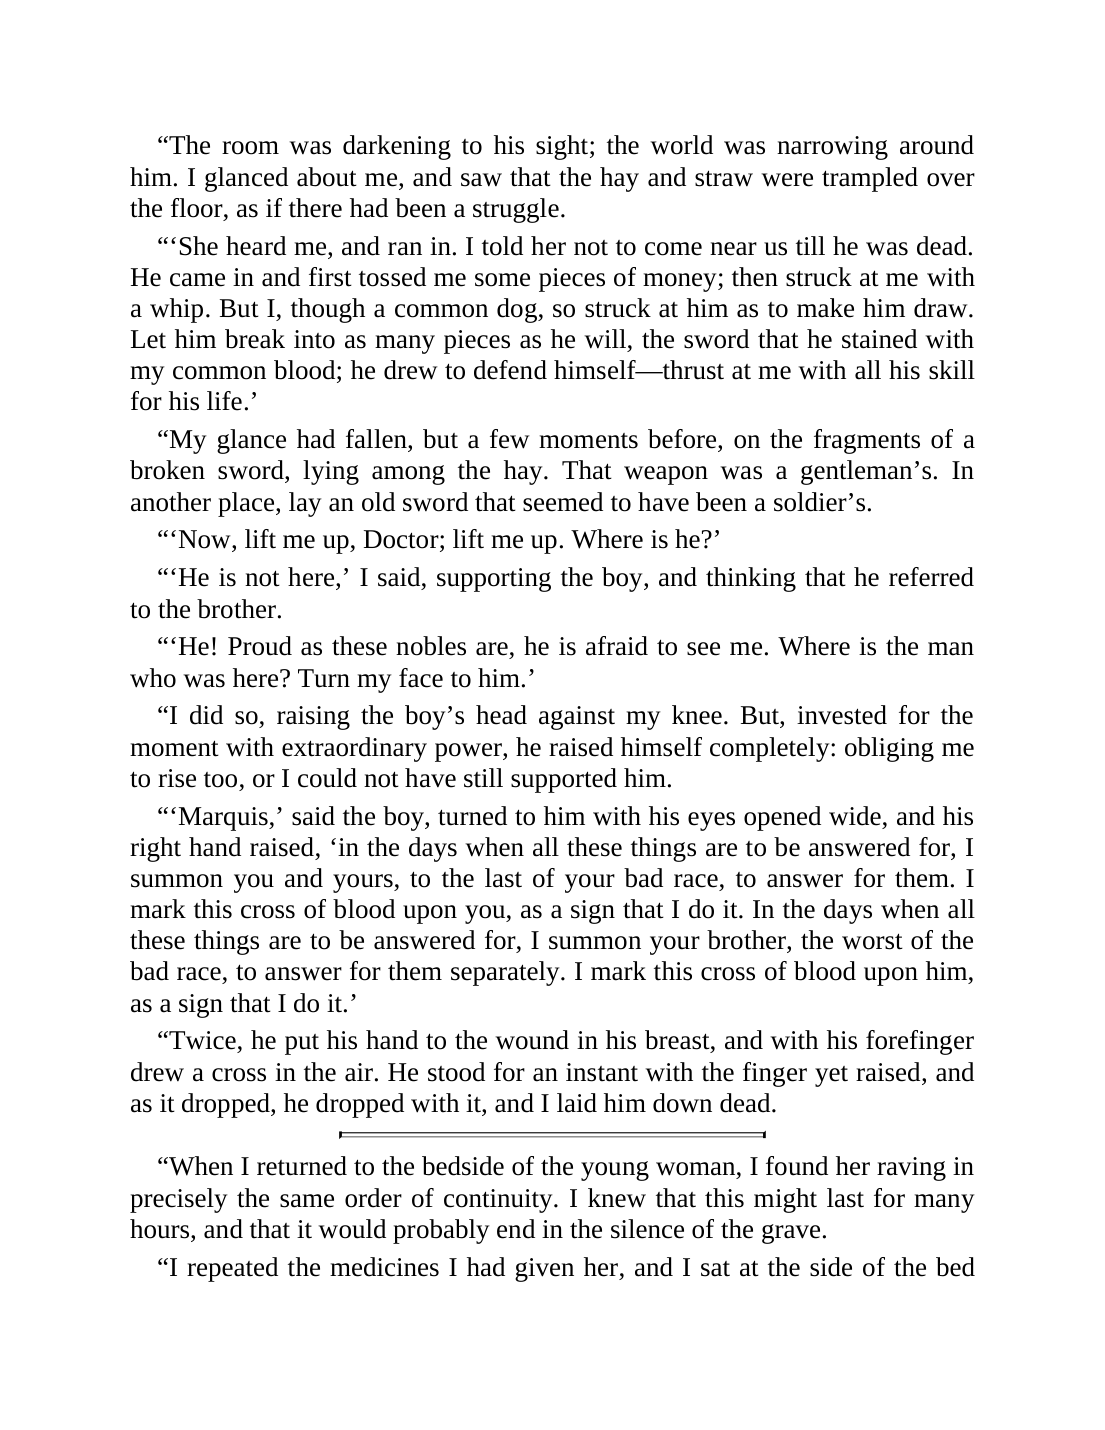 “The room was darkening to his sight; the world was narrowing around
him. I glanced about me, and saw that the hay and straw were trampled over
the floor, as if there had been a struggle.
“‘She heard me, and ran in. I told her not to come near us till he was dead.
He came in and first tossed me some pieces of money; then struck at me with
a whip. But I, though a common dog, so struck at him as to make him draw.
Let him break into as many pieces as he will, the sword that he stained with
my common blood; he drew to defend himself—thrust at me with all his skill
for his life.’
“My glance had fallen, but a few moments before, on the fragments of a
broken sword, lying among the hay. That weapon was a gentleman’s. In
another place, lay an old sword that seemed to have been a soldier’s.
“‘Now, lift me up, Doctor; lift me up. Where is he?’
“‘He is not here,’ I said, supporting the boy, and thinking that he referred
to the brother.
“‘He! Proud as these nobles are, he is afraid to see me. Where is the man
who was here? Turn my face to him.’
“I did so, raising the boy’s head against my knee. But, invested for the
moment with extraordinary power, he raised himself completely: obliging me
to rise too, or I could not have still supported him.
“‘Marquis,’ said the boy, turned to him with his eyes opened wide, and his
right hand raised, ‘in the days when all these things are to be answered for, I
summon you and yours, to the last of your bad race, to answer for them. I
mark this cross of blood upon you, as a sign that I do it. In the days when all
these things are to be answered for, I summon your brother, the worst of the
bad race, to answer for them separately. I mark this cross of blood upon him,
as a sign that I do it.’
“Twice, he put his hand to the wound in his breast, and with his forefinger
drew a cross in the air. He stood for an instant with the finger yet raised, and
as it dropped, he dropped with it, and I laid him down dead.
“When I returned to the bedside of the young woman, I found her raving in
precisely the same order of continuity. I knew that this might last for many
hours, and that it would probably end in the silence of the grave.
“I repeated the medicines I had given her, and I sat at the side of the bed